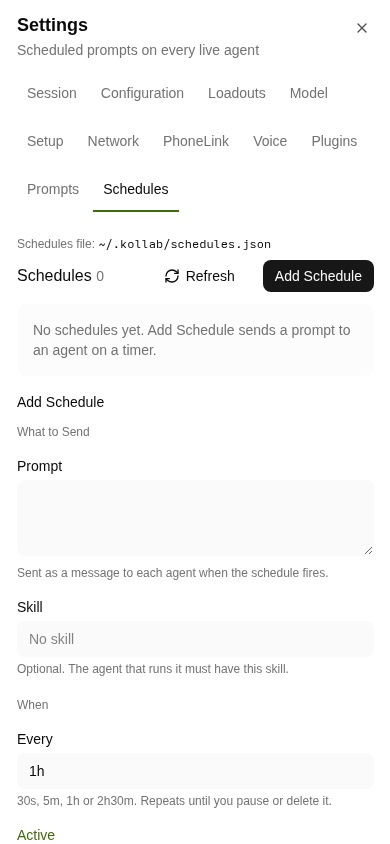 Settings
Scheduled prompts on every live agent
Session Configuration Loadouts Model
Setup Network PhoneLink Voice Plugins
Prompts Schedules
Schedules file: ~/.kollab/schedules.json
Schedules 0 Refresh Add Schedule
No schedules yet. Add Schedule sends a prompt to
an agent on a timer.
Add Schedule
What to Send
Prompt
Sent as a message to each agent when the schedule fires.
Skill
No skill
Optional. The agent that runs it must have this skill.
When
Every
1h
30s, 5m, 1h or 2h30m. Repeats until you pause or delete it.
Active